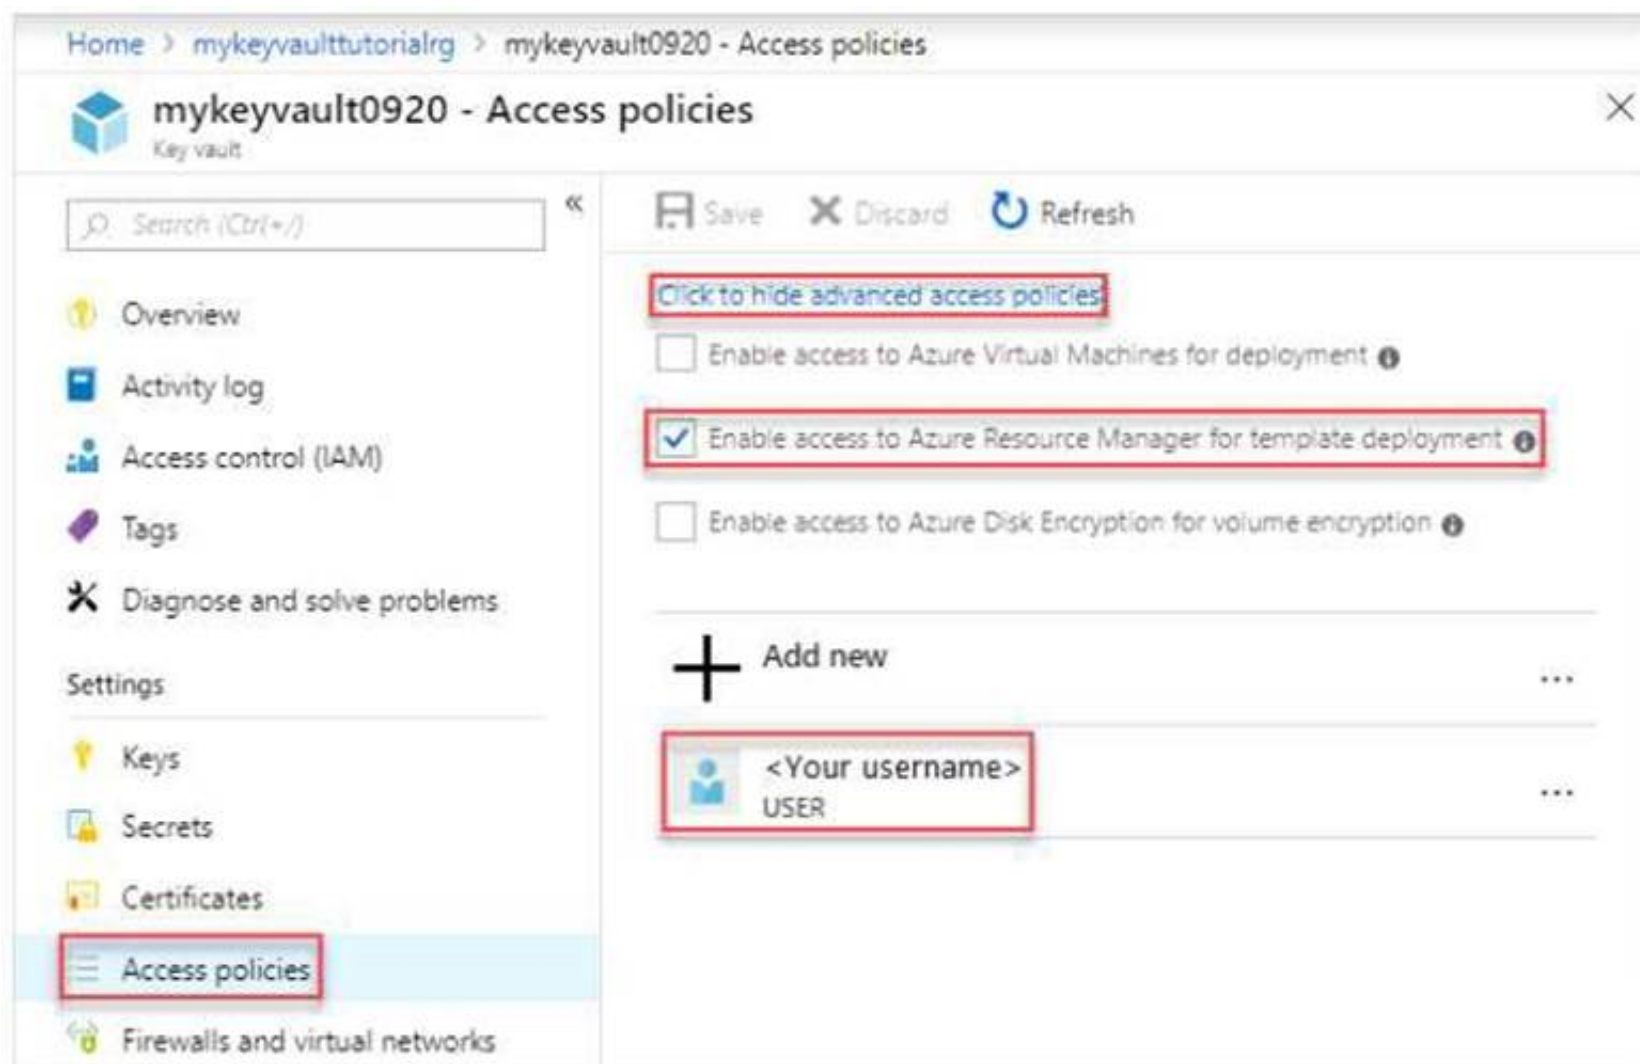 Home > mykeyvaulttutorialrg > mykeyvault0920 - Access policies
mykeyvault0920 - Access policies
Key vault
Search (Ctrl+/)
Overview
Activity log
Access control (IAM)
Tags
Diagnose and solve problems
Settings
Keys
Secrets
Certificates
Access policies
Firewalls and virtual networks
Save Discard Refresh
Click to hide advanced access policies
Enable access to Azure Virtual Machines for deployment
Enable access to Azure Resource Manager for template deployment
Enable access to Azure Disk Encryption for volume encryption
Add new
<Your username>
USER